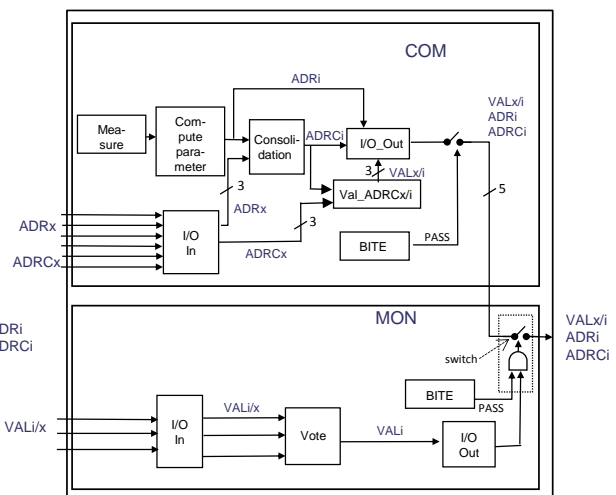 COM
ADRi
VALx/i
ADRi
ADRCi
Mea-
sure
Com-
pute
para-
meter
Consoli-
dation
ADRCi
I/O_Out
3
VALx/i
3
Val_ADRCx/i
5
ADRx
3
ADRx
I/O
In
ADRCx
ADRCx
BITE
PASS
MON
DRi
DRCi
VALx/i
ADRi
ADRCi
switch
BITE
PASS
VALi/x
I/O
In
VALi/x
Vote
VALi
I/O
Out